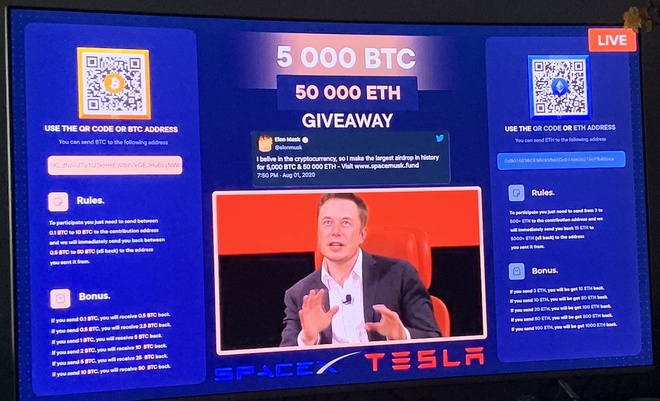 LIVE
5 000 BTC
50 000 ETH
GIVEAWAY
Elon Musk
@elonmusk
I belive in the cryptocurrency, so I make the largest airdrop in history
for 5,000 BTC & 50 000 ETH - Visit www.spacemusk.fund
7:50 PM · Aug 01, 2020
USE THE QR CODE OR BTC ADDRESS
You can send BTC to the following address
Rules.
To participate you just need to send between
0.1 BTC to 10 BTC to the contribution address
and we will immediately send you back between
0.5 BTC to 50 BTC (x5 back) to the address
you sent it from.
Bonus.
If you send 0.1 BTC, you will receive 0.5 BTC back.
If you send 0.5 BTC, you will receive 2.5 BTC back.
If you send 1 BTC, you will receive 5 BTC back.
If you send 2 BTC, you will receive 10 BTC back.
If you send 5 BTC, you will receive 25 BTC back.
If you send 10 BTC, you will receive 50 BTC back.
USE THE QR CODE OR ETH ADDRESS
You can send ETH to the following address
Rules.
To participate you just need to send from 3 to
500+ ETH to the contribution address and we
will immediately send you back 15 ETH to
5000+ ETH (x5 back) to the address
you sent it from.
Bonus.
If you send 3 ETH, you will be get 15 ETH back.
If you send 10 ETH, you will be get 50 ETH back.
If you send 20 ETH, you will be get 100 ETH back.
If you send 50 ETH, you will be get 500 ETH back.
If you send 100 ETH, you will be get 1000 ETH back.
SPACEX TESLA